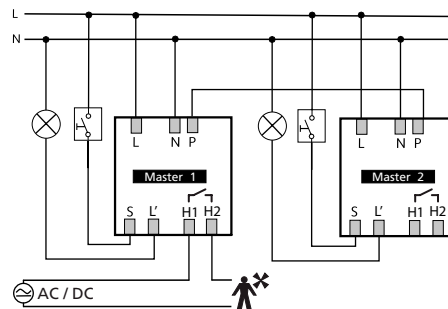 L
N
L N P
Master 1
S L' H1 H2
L N P
Master 2
S L' H1 H2
AC / DC